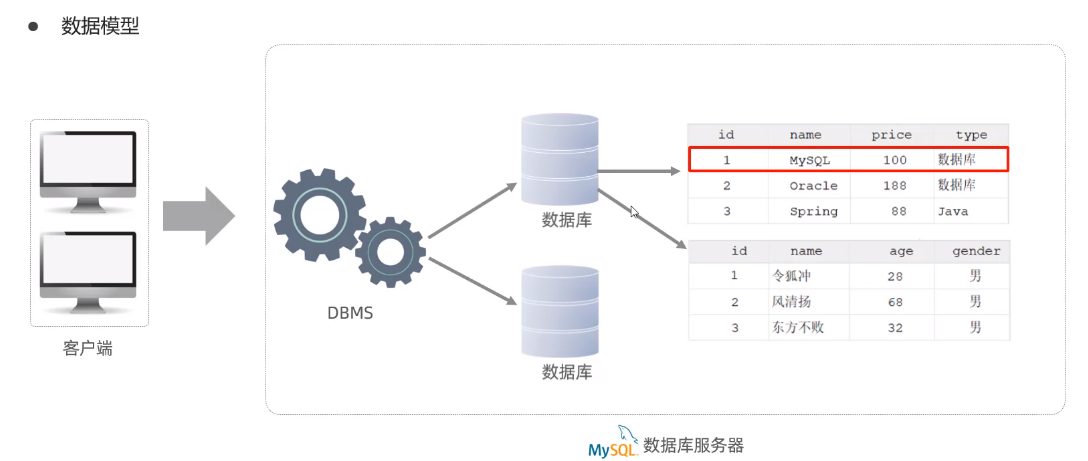 数据模型
客户端
DBMS
数据库
数据库
id name price type
1 MySQL 100 数据库
2 Oracle 188 数据库
3 Spring 88 Java
id name age gender
1 令狐冲 28 男
2 风清扬 68 男
3 东方不败 32 男
MySQL 数据库服务器